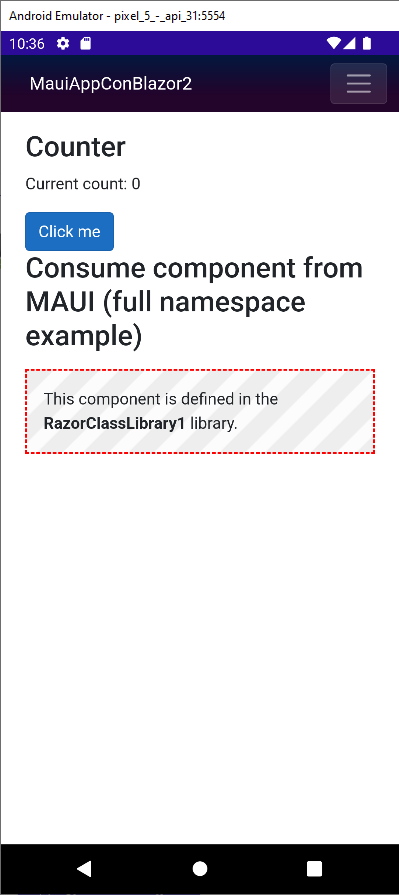 Android Emulator - pixel_5_-_api_31:5554
10:36
MauiAppConBlazor2
Counter
Current count: 0
Click me
Consume component from
MAUI (full namespace
example)
This component is defined in the
RazorClassLibrary1 library.